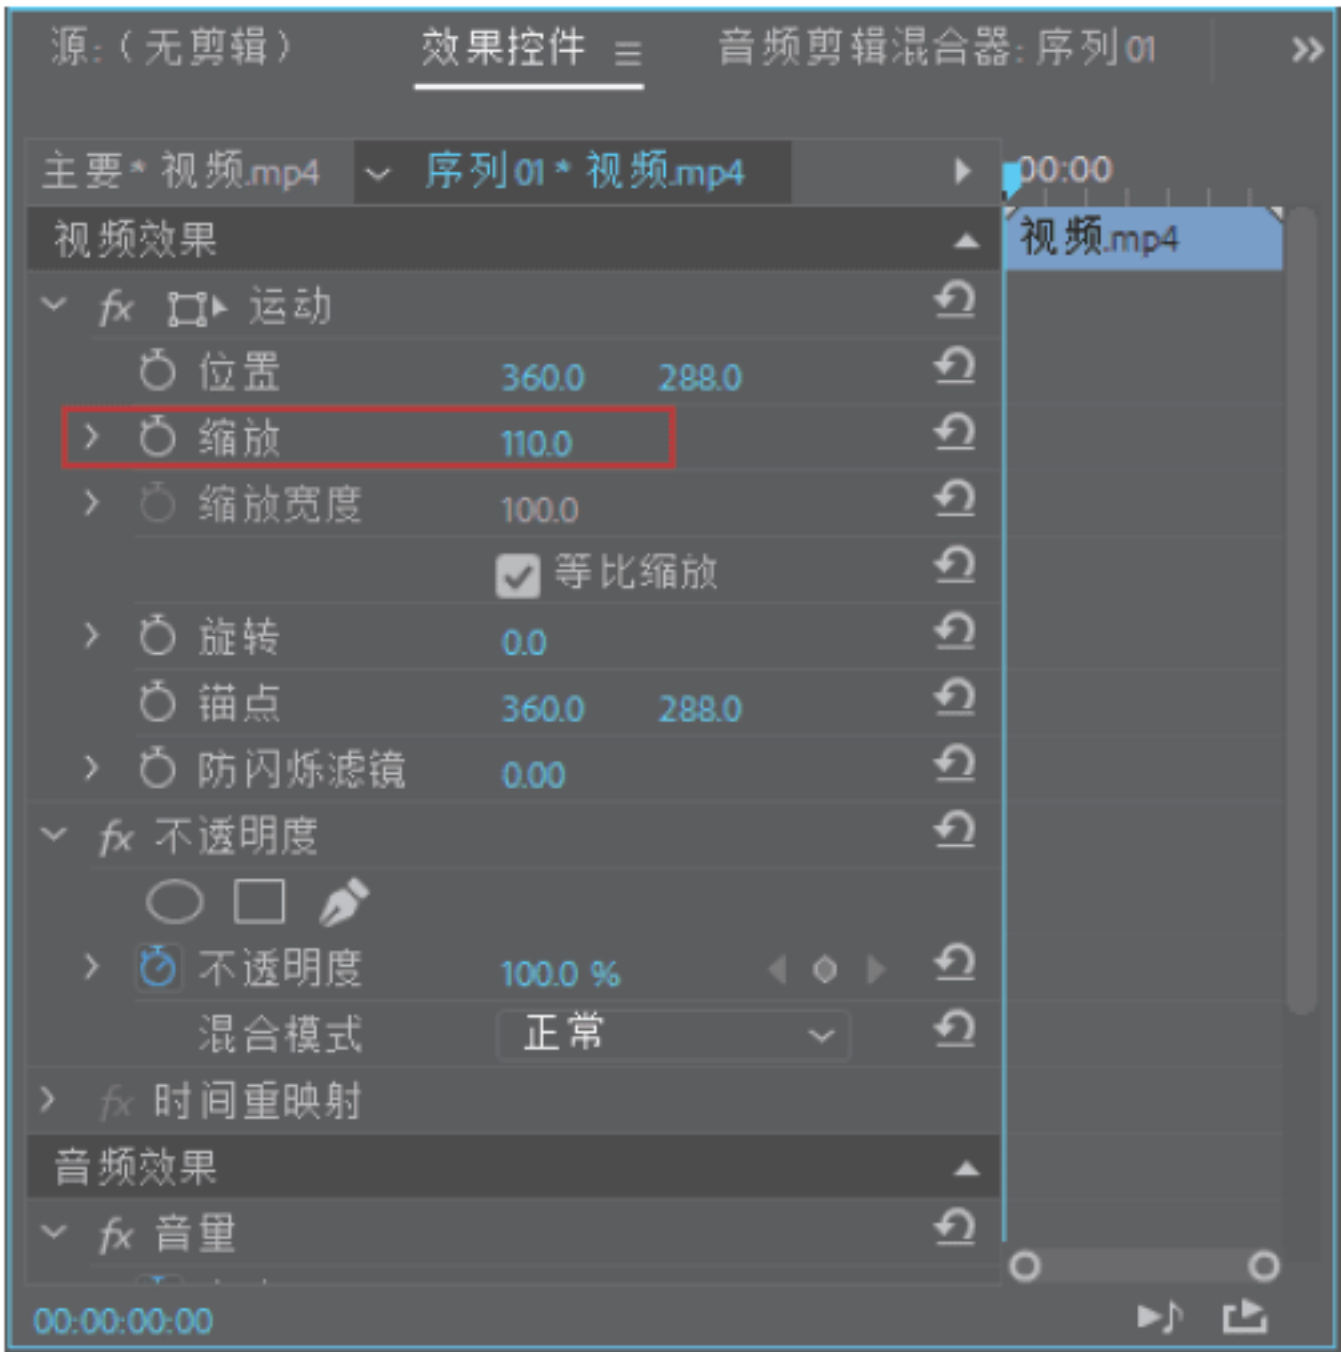 源:（无剪辑）	效果控件	音频剪辑混合器: 序列 01
主要* 视频.mp4	序列 01 * 视频.mp4	00:00
视频效果	视频.mp4
fx 运动
位置	360.0	288.0
缩放	110.0
缩放宽度	100.0
等比缩放
旋转	0.0
锚点	360.0	288.0
防闪烁滤镜	0.00
fx 不透明度
不透明度	100.0 %
混合模式	正常
fx 时间重映射
音频效果
fx 音量
00:00:00:00